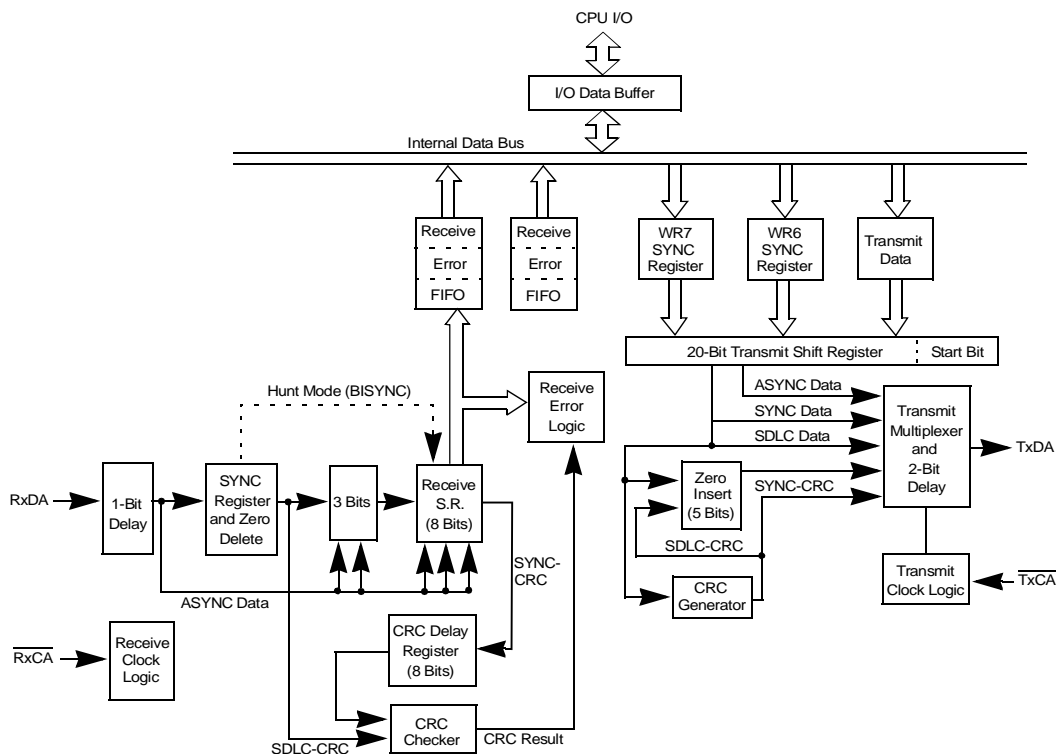 CPU I/O
I/O Data Buffer
Internal Data Bus
Receive
Error
FIFO
Receive
Error
FIFO
WR7
SYNC
Register
WR6
SYNC
Register
Transmit
Data
20-Bit Transmit Shift Register
Start Bit
Hunt Mode (BISYNC)
Receive
Error
Logic
ASYNC Data
SYNC Data
SDLC Data
Transmit
Multiplexer
and
2-Bit
Delay
TxDA
RxDA
1-Bit
Delay
SYNC
Register
and Zero
Delete
3 Bits
Receive
S.R.
(8 Bits)
Zero
Insert
(5 Bits)
SYNC-CRC
SDLC-CRC
SYNC-
CRC
ASYNC Data
CRC
Generator
Transmit
Clock Logic
TxCA
RxCA
Receive
Clock
Logic
CRC Delay
Register
(8 Bits)
CRC
Checker
SDLC-CRC
CRC Result